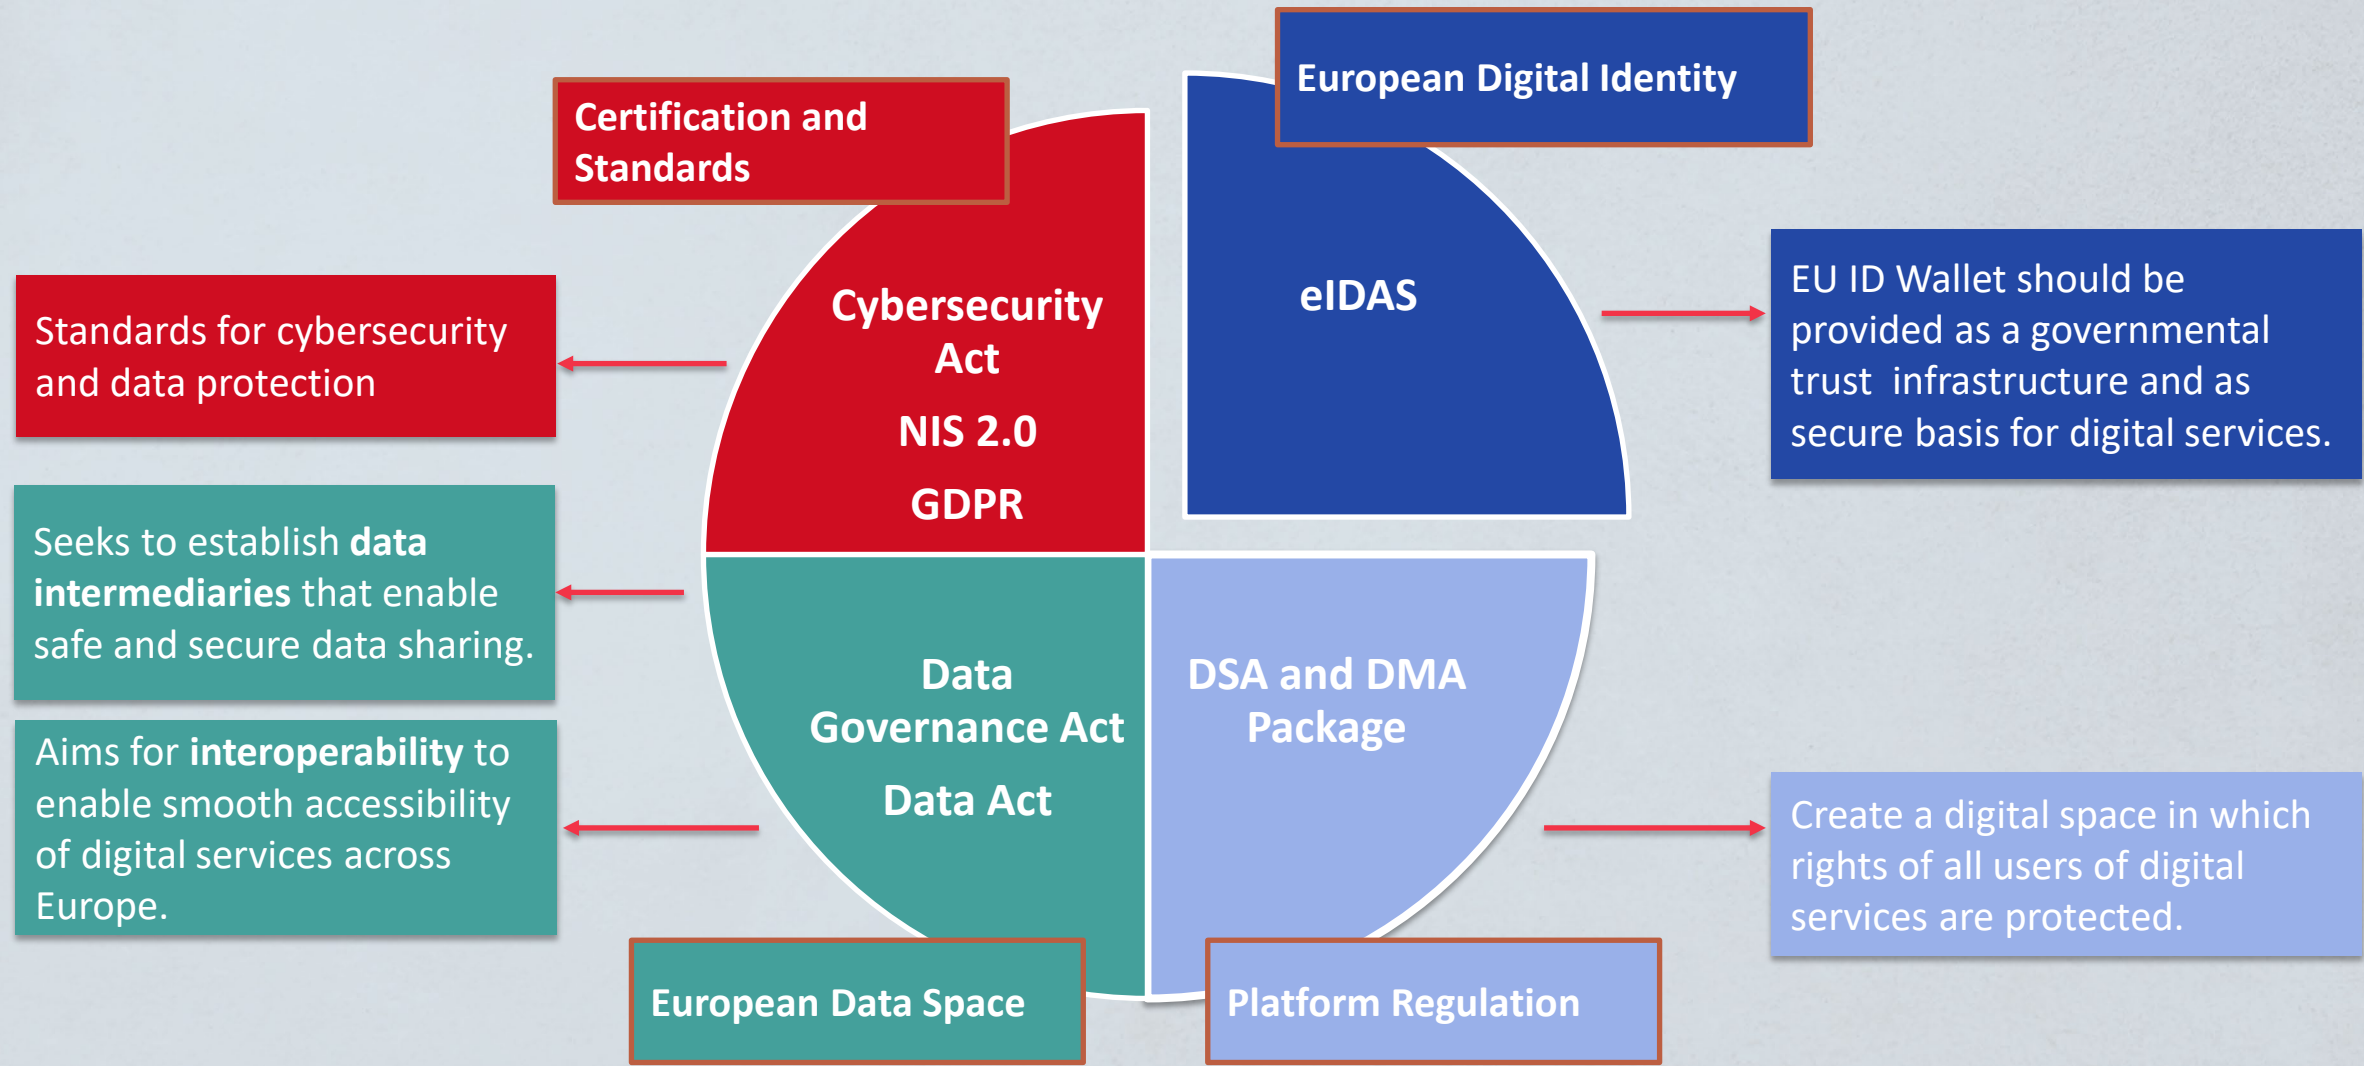 European Digital Identity
Certification and
Standards
eIDAS
EU ID Wallet should be
provided as a governmental
trust  infrastructure and as
secure basis for digital services.
Cybersecurity
Act
NIS 2.0
GDPR
Standards for cybersecurity
and data protection
Seeks to establish data
intermediaries that enable
safe and secure data sharing.
Data
Governance Act
Data Act
DSA and DMA
Package
Aims for interoperability to
enable smooth accessibility
of digital services across
Europe.
Create a digital space in which
rights of all users of digital
services are protected.
European Data Space
Platform Regulation